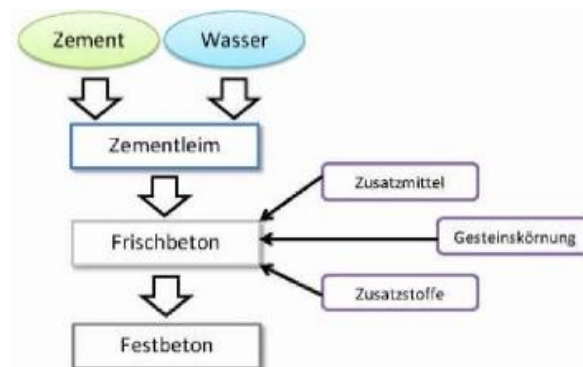 Zement
Wasser
Zementleim
Zusatzmittel
Frischbeton
Gesteinskörnung
Zusatzstoffe
Festbeton